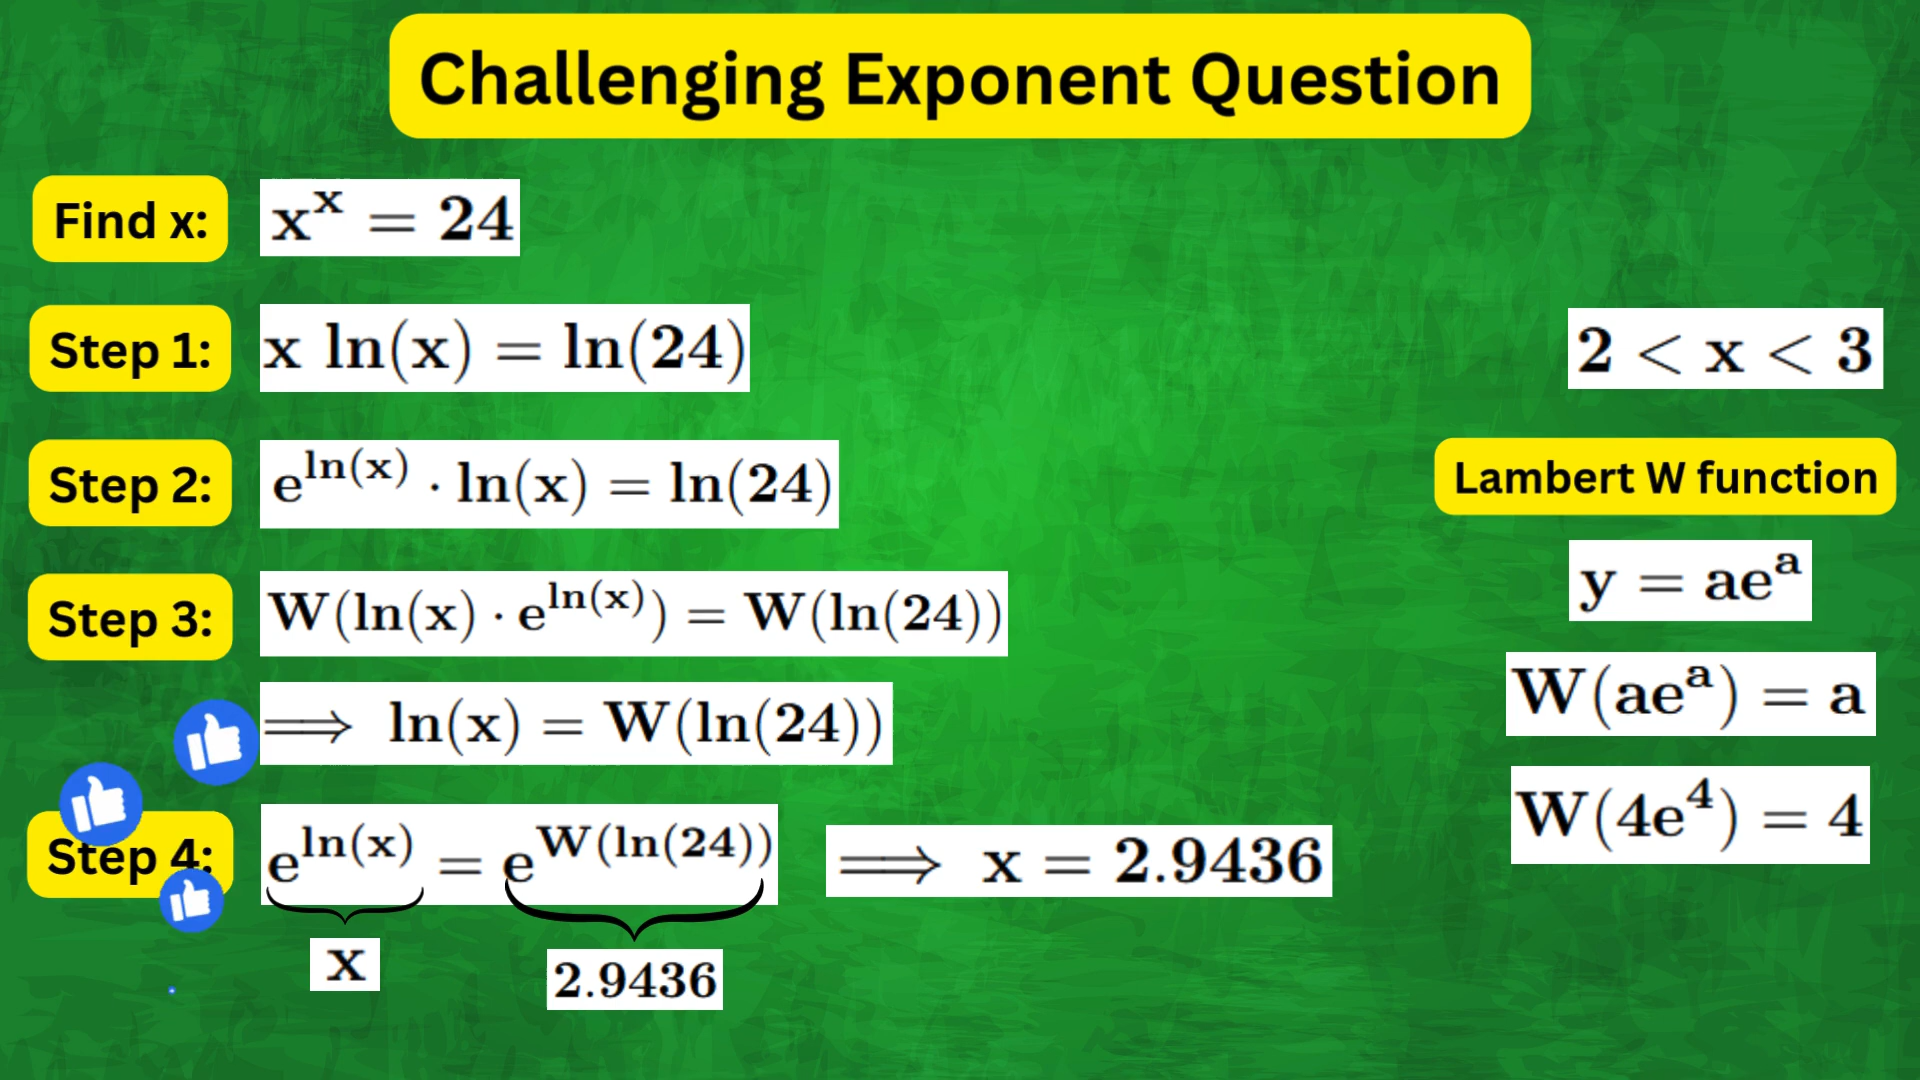 Challenging Exponent Question
Find x: x^x = 24
Step 1: x ln(x) = ln(24)
2 < x < 3
Step 2: e^ln(x) · ln(x) = ln(24)
Lambert W function
y = ae^a
Step 3: W(ln(x) · e^ln(x)) = W(ln(24))
W(ae^a) = a
⟹ ln(x) = W(ln(24))
W(4e^4) = 4
Step 4: e^ln(x) = e^W(ln(24)) ⟹ x = 2.9436
x
2.9436